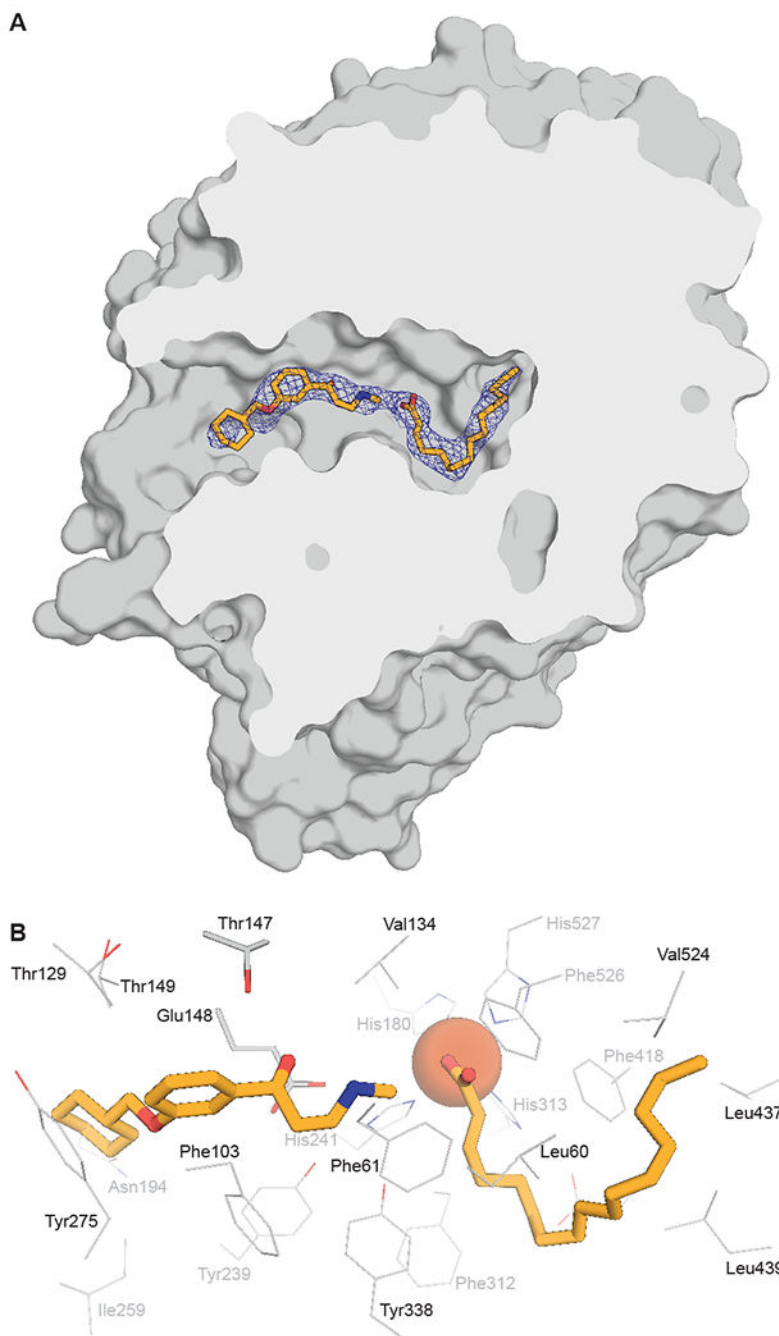 A
B
Thr147
Val134
His527
Thr129
Thr149
Phe526
Val524
Glu148
His180
Phe418
His313
Leu437
His241
Phe103
Phe61
Leu60
Asn194
Tyr275
Tyr239
Phe312
Leu439
Ile259
Tyr338